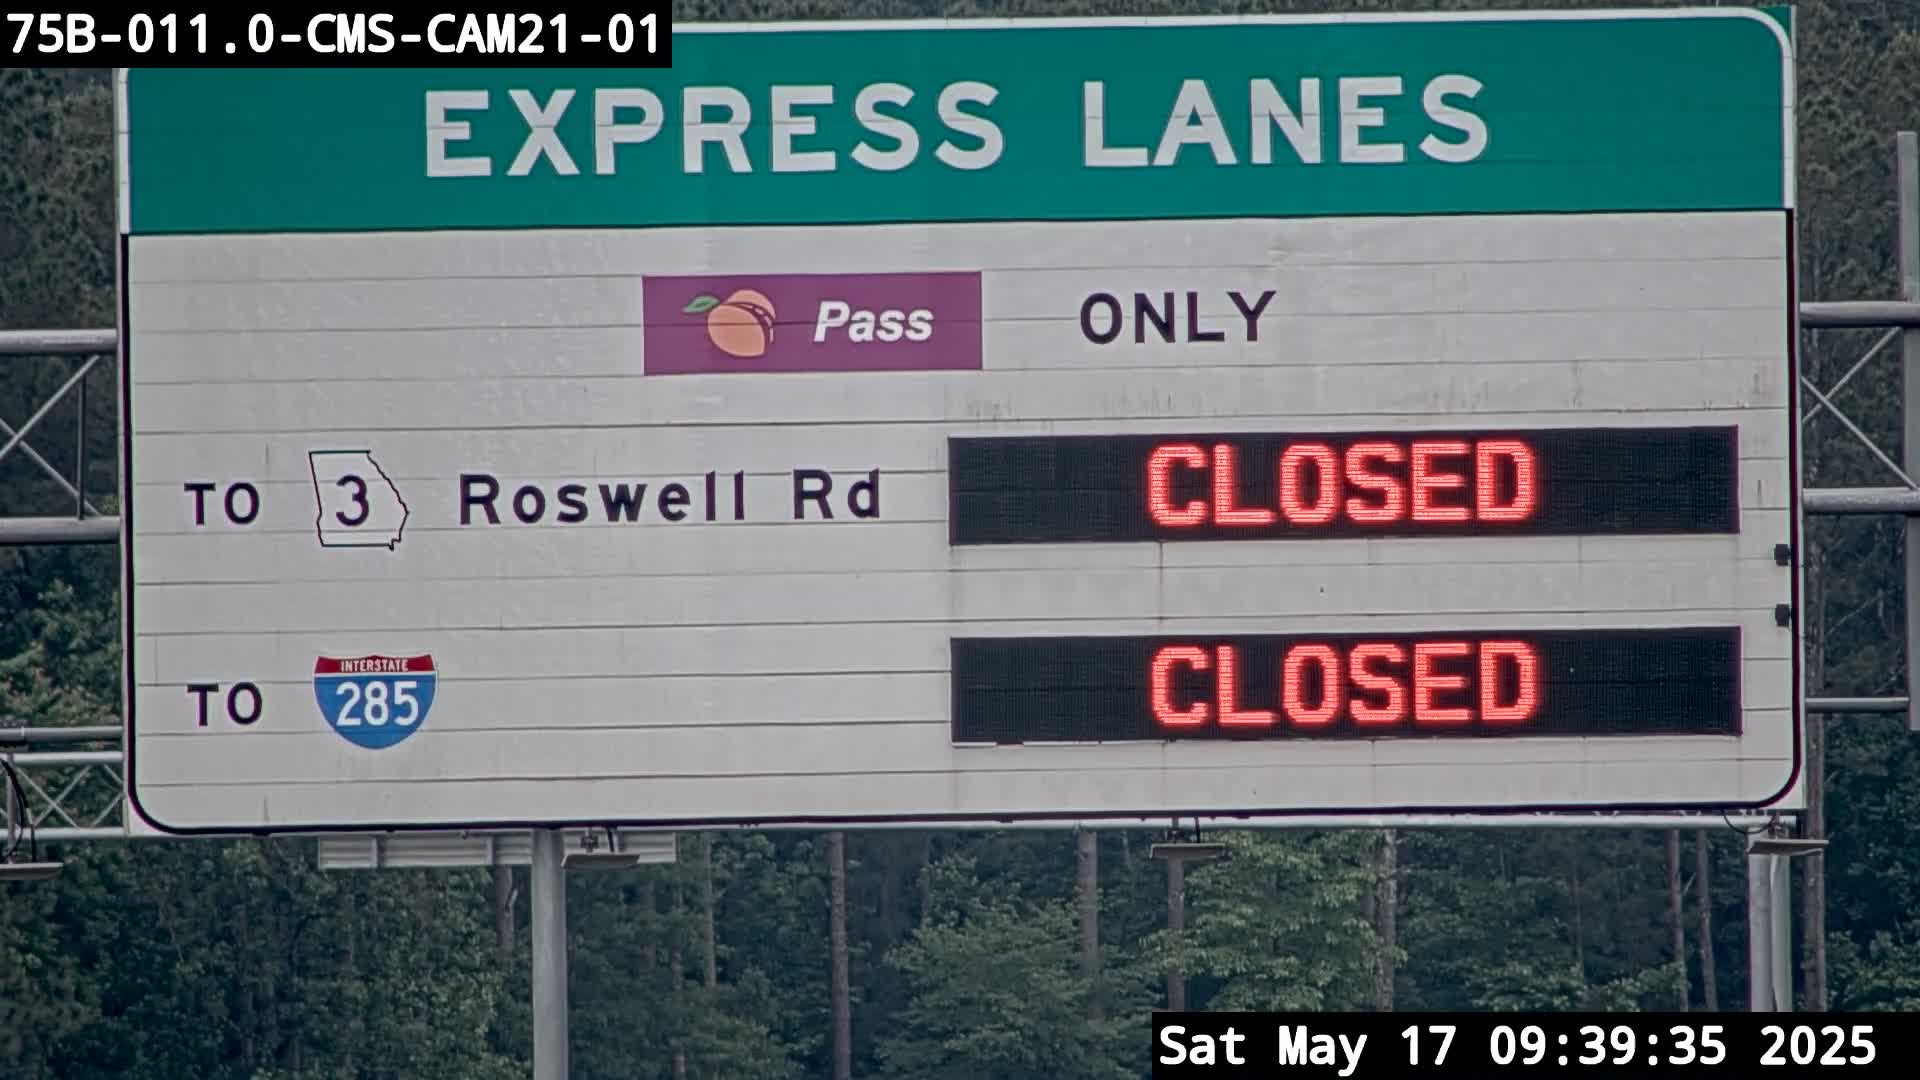 75B-011.0-CMS-CAM21-01
EXPRESS LANES
Pass ONLY
TO 3 Roswell Rd CLOSED
INTERSTATE
TO 285 CLOSED
Sat May 17 09:39:35 2025